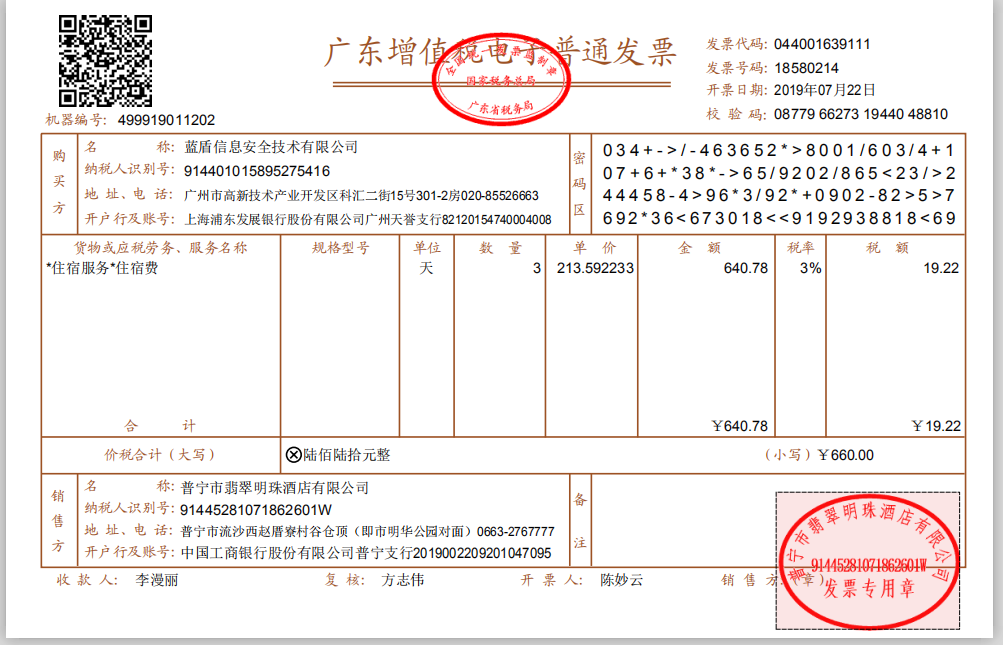 广东增值税电子普通发票
全国统一发票监制章
国家税务总局
广东省税务局
发票代码: 044001639111
发票号码: 18580214
开票日期: 2019年07月22日
校 验 码: 08779 66273 19440 48810
机器编号: 499919011202
购买方
名 称: 蓝盾信息安全技术有限公司
纳税人识别号: 914401015895275416
地 址、电 话: 广州市高新技术产业开发区科汇二街15号301-2房020-85526663
开户行及账号: 上海浦东发展银行股份有限公司广州天誉支行82120154740004008
密码区
034+->/-463652*>8001/603/4+1
07+6+*38*->65/9202/865<23/>2
44458-4>96*3/92*+0902-82>5>7
692*36<673018<<9192938818<69
货物或应税劳务、服务名称 规格型号 单位 数 量 单 价 金 额 税率 税 额
*住宿服务*住宿费 天 3 213.592233 640.78 3% 19.22
合 计 ￥640.78 ￥19.22
价税合计（大写） ⊗陆佰陆拾元整 （小写）￥660.00
销售方
名 称: 普宁市翡翠明珠酒店有限公司
纳税人识别号: 91445281071862601W
地 址、电 话: 普宁市流沙西赵厝寮村谷仓顶（即市明华公园对面）0663-2767777
开户行及账号: 中国工商银行股份有限公司普宁支行2019002209201047095
备注
收 款 人: 李漫丽 复 核: 方志伟 开 票 人: 陈妙云 销 售 方:（章）
普宁市翡翠明珠酒店有限公司
91445281071862601W
发票专用章